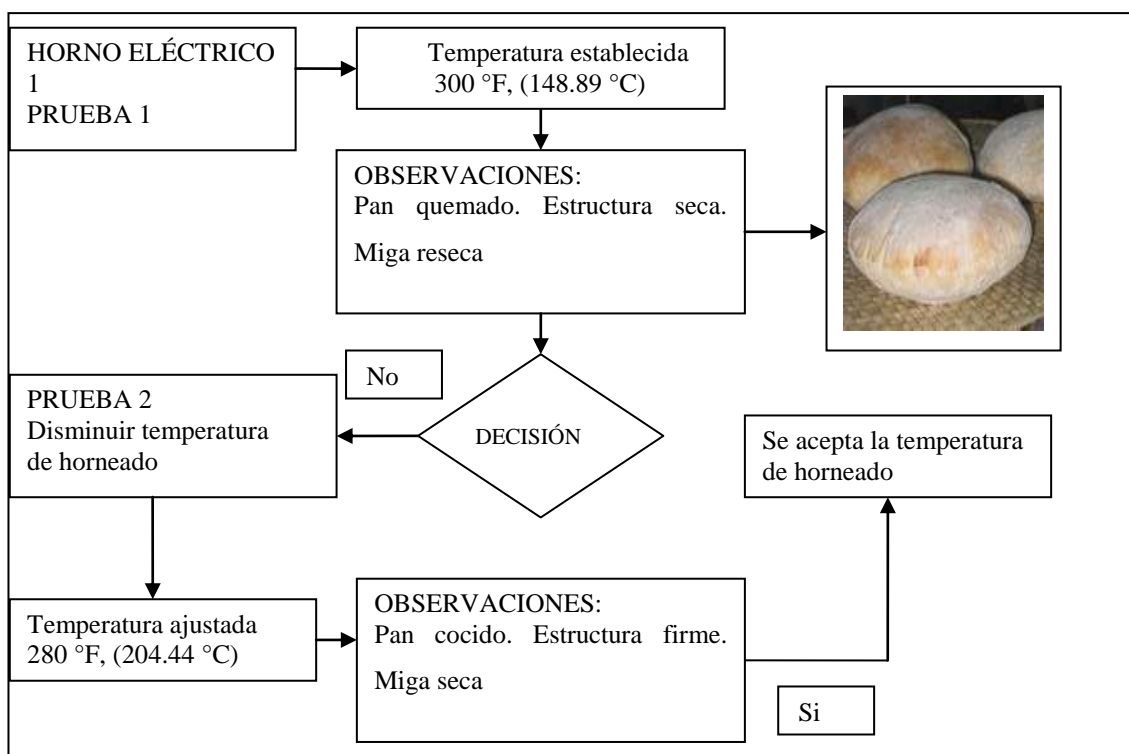 HORNO ELÉCTRICO
1
PRUEBA 1
Temperatura establecida
300 °F, (148.89 °C)
OBSERVACIONES:
Pan quemado. Estructura seca.
Miga reseca
No
DECISIÓN
PRUEBA 2
Disminuir temperatura
de horneado
Se acepta la temperatura
de horneado
Temperatura ajustada
280 °F, (204.44 °C)
OBSERVACIONES:
Pan cocido. Estructura firme.
Miga seca
Si